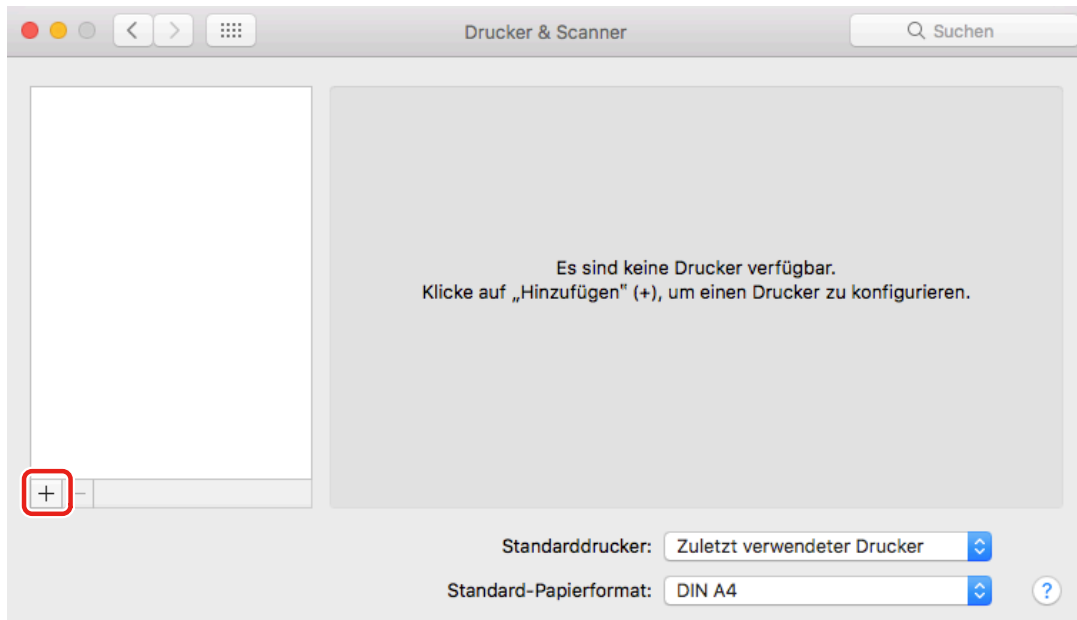 Drucker & Scanner
Suchen
Es sind keine Drucker verfügbar.
Klicke auf „Hinzufügen" (+), um einen Drucker zu konfigurieren.
+ −
Standarddrucker: Zuletzt verwendeter Drucker
Standard-Papierformat: DIN A4
?